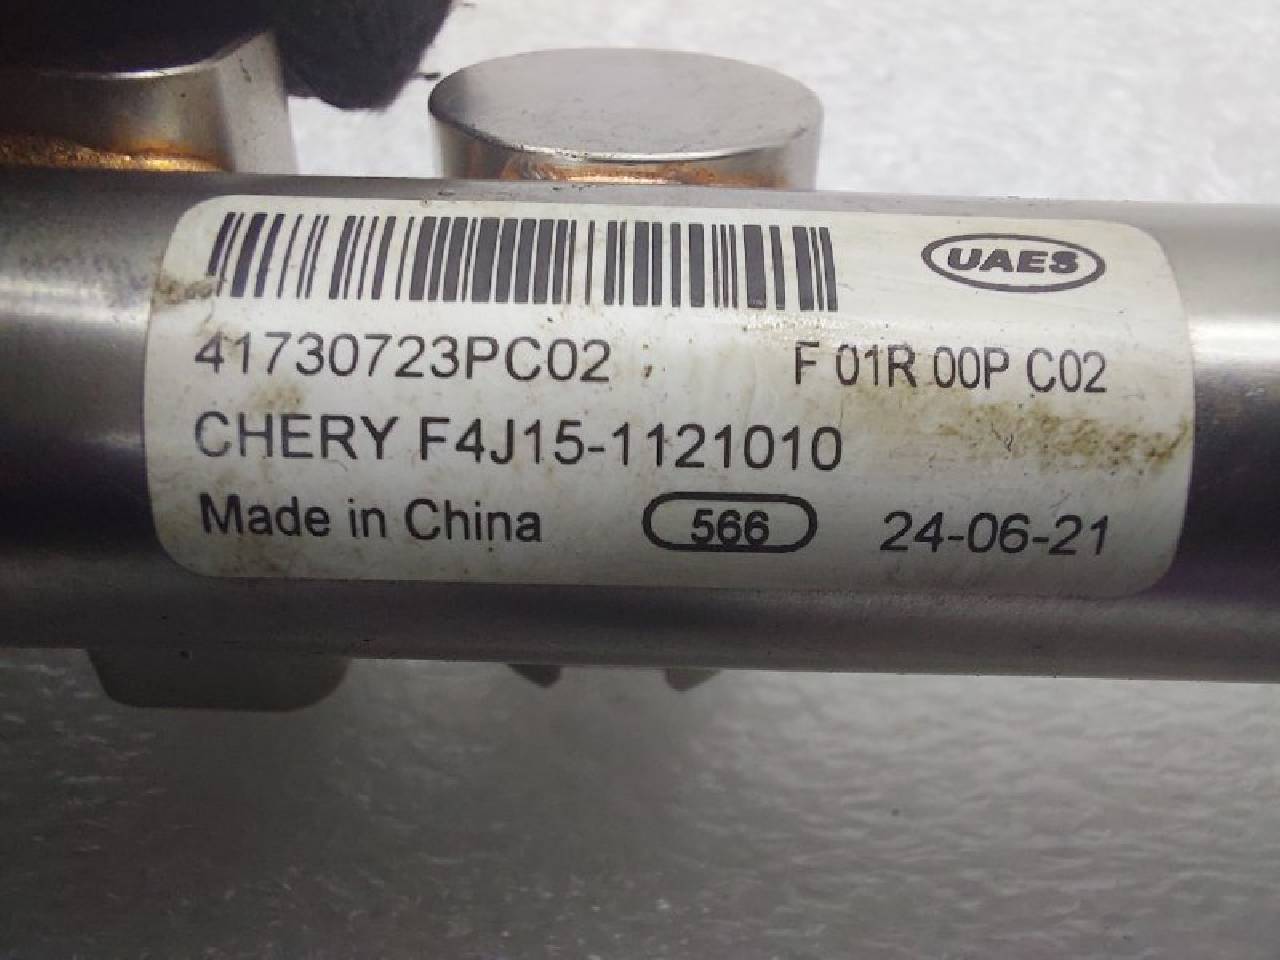 UAES
41730723PC02 F 01R 00P C02
CHERY F4J15-1121010
Made in China 566 24-06-21